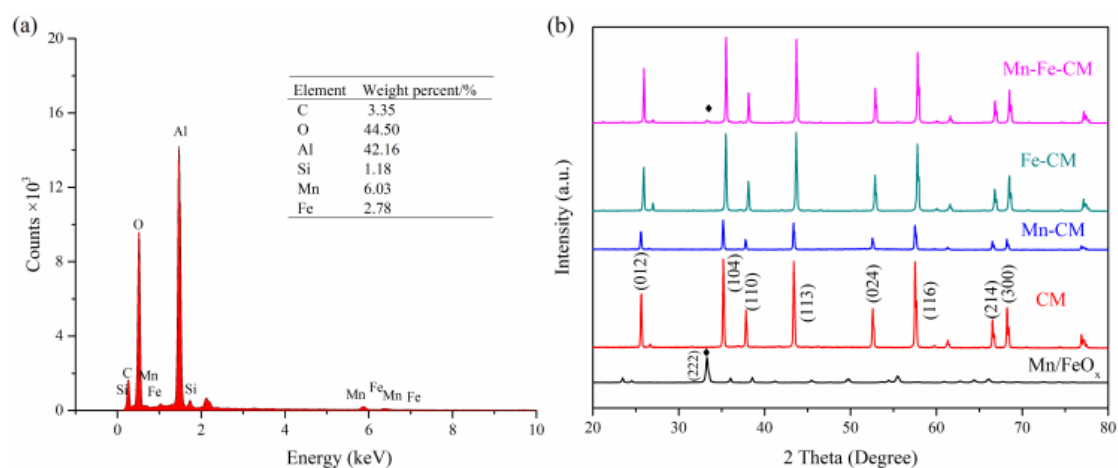 (a)
20
16
12
8
4
0
Counts ×10³
0 2 4 6 8 10
Energy (keV)
Element Weight percent/%
C 3.35
O 44.50
Al 42.16
Si 1.18
Mn 6.03
Fe 2.78
Al
O
C
Si
Mn
Fe
Si
Mn
Fe
Mn
Fe
(b)
Intensity (a.u.)
Mn-Fe-CM
Fe-CM
Mn-CM
(012)
(104)
(110)
(113)
(024)
(116)
(214)
(300)
CM
(222)
Mn/FeOₓ
20 30 40 50 60 70 80
2 Theta (Degree)